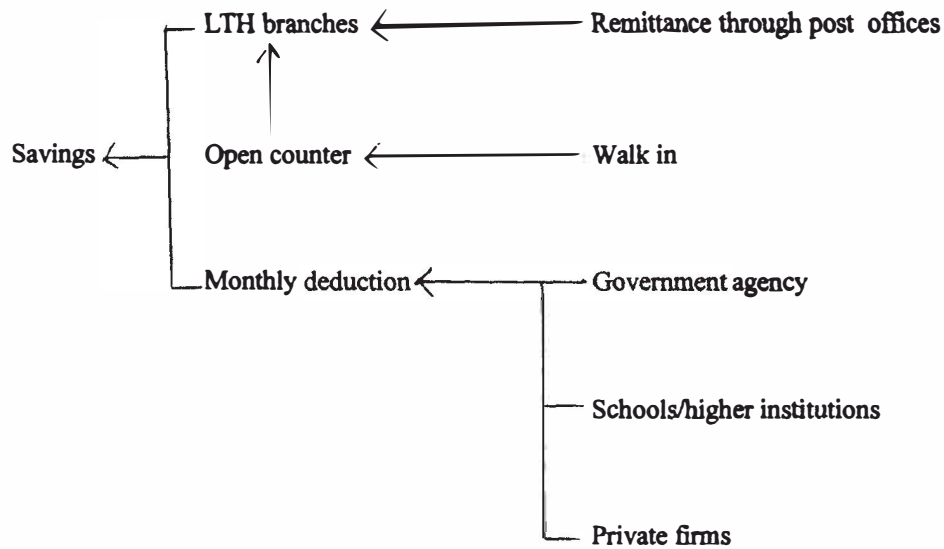 LTH branches
Remittance through post offices
Savings
Open counter
Walk in
Monthly deduction
Government agency
Schools/higher institutions
Private firms